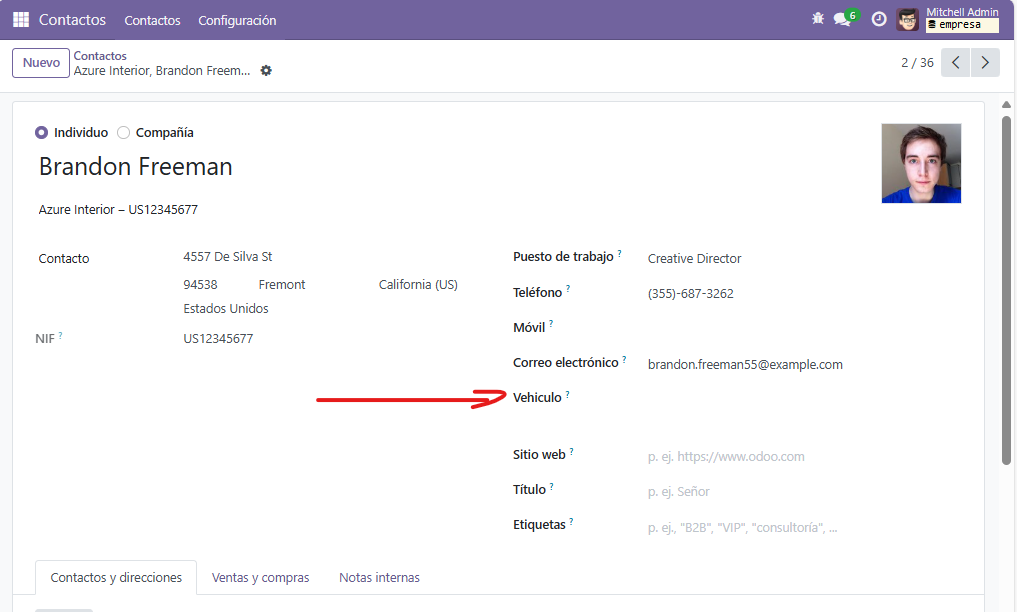 Contactos Contactos Configuración 6 Mitchell Admin
empresa
Nuevo Contactos
Azure Interior, Brandon Freem... 2 / 36
Individuo Compañía
Brandon Freeman
Azure Interior – US12345677
Contacto 4557 De Silva St
94538 Fremont California (US)
Estados Unidos
NIF ? US12345677
Puesto de trabajo ? Creative Director
Teléfono ? (355)-687-3262
Móvil ?
Correo electrónico ? brandon.freeman55@example.com
Vehiculo ?
Sitio web ? p. ej. https://www.odoo.com
Título ? p. ej. Señor
Etiquetas ? p. ej., "B2B", "VIP", "consultoría", ...
Contactos y direcciones Ventas y compras Notas internas